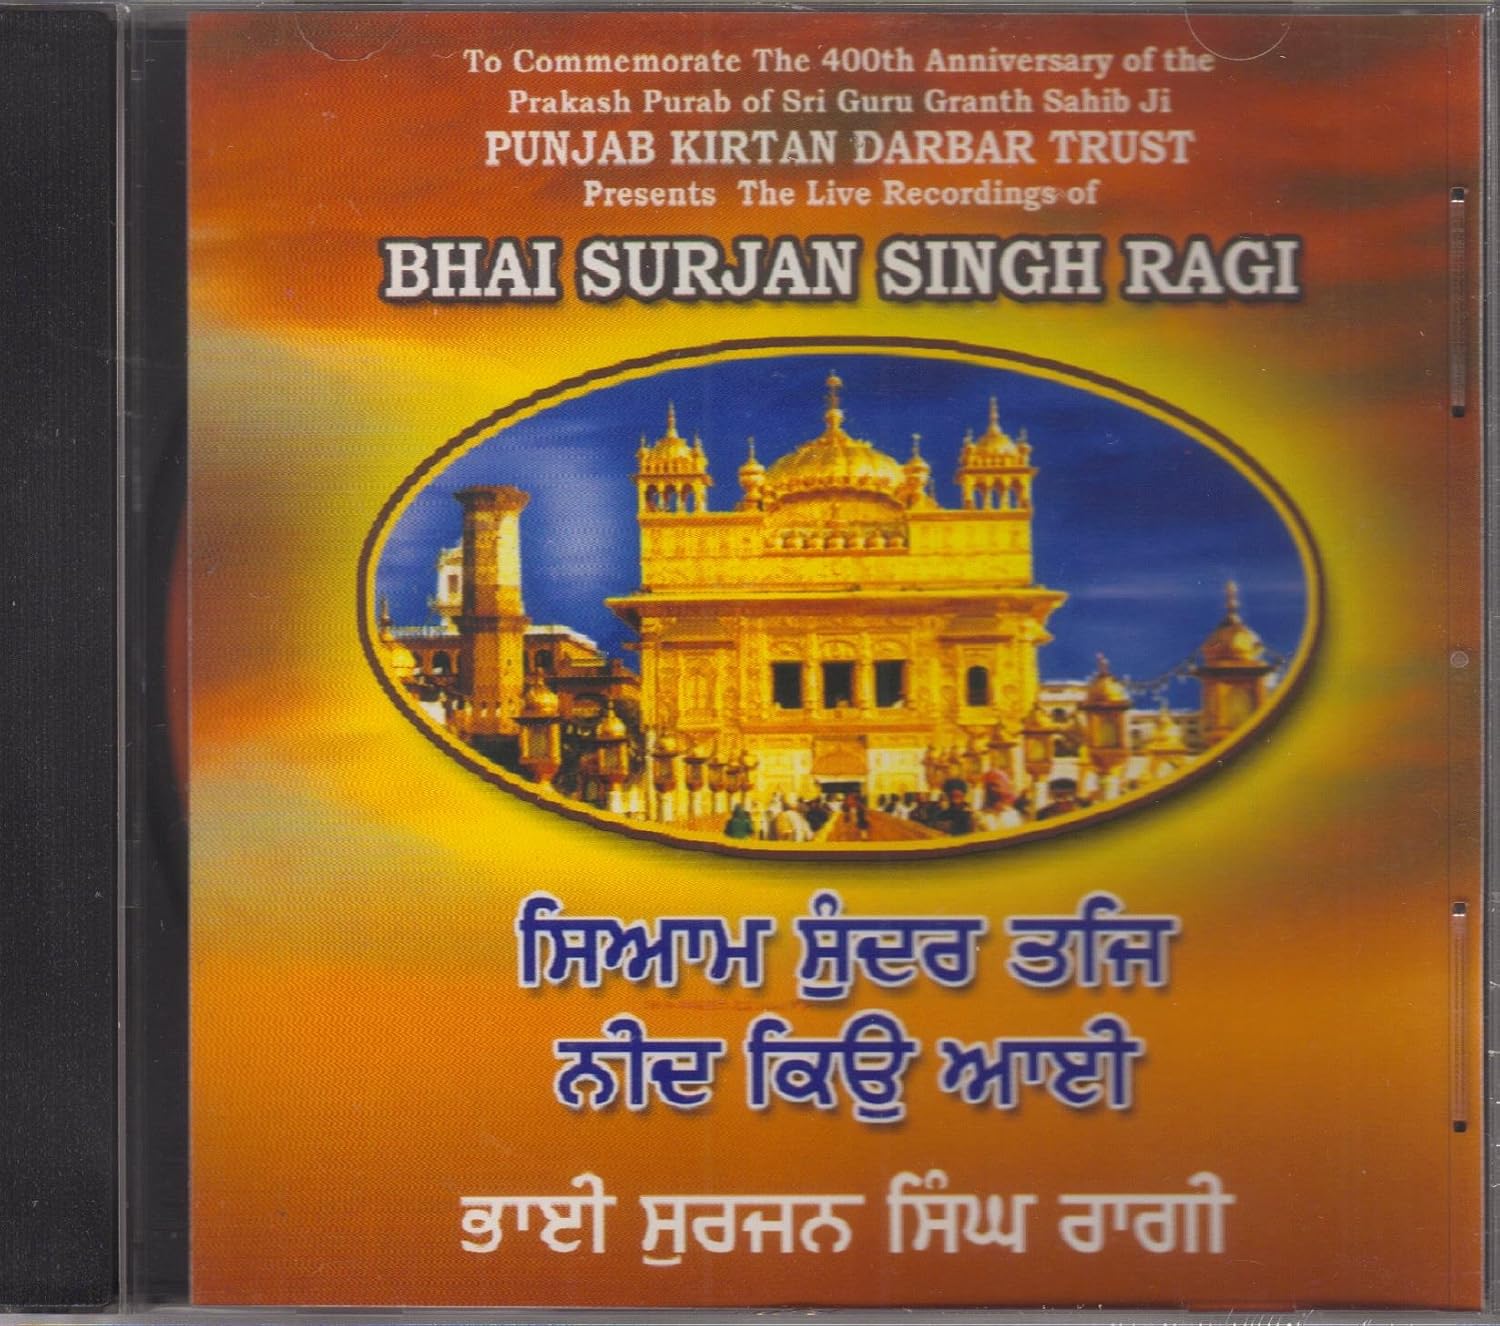 To Commemorate The 400th Anniversary of the
Prakash Purab of Sri Guru Granth Sahib Ji
PUNJAB KIRTAN DARBAR TRUST
Presents The Live Recordings of
BHAI SURJAN SINGH RAGI
ਸਿਆਮ ਸੁੰਦਰ ਤਜਿ
ਨੀਦ ਕਿਉ ਆਈ
ਭਾਈ ਸੁਰਜਨ ਸਿੰਘ ਰਾਗੀ